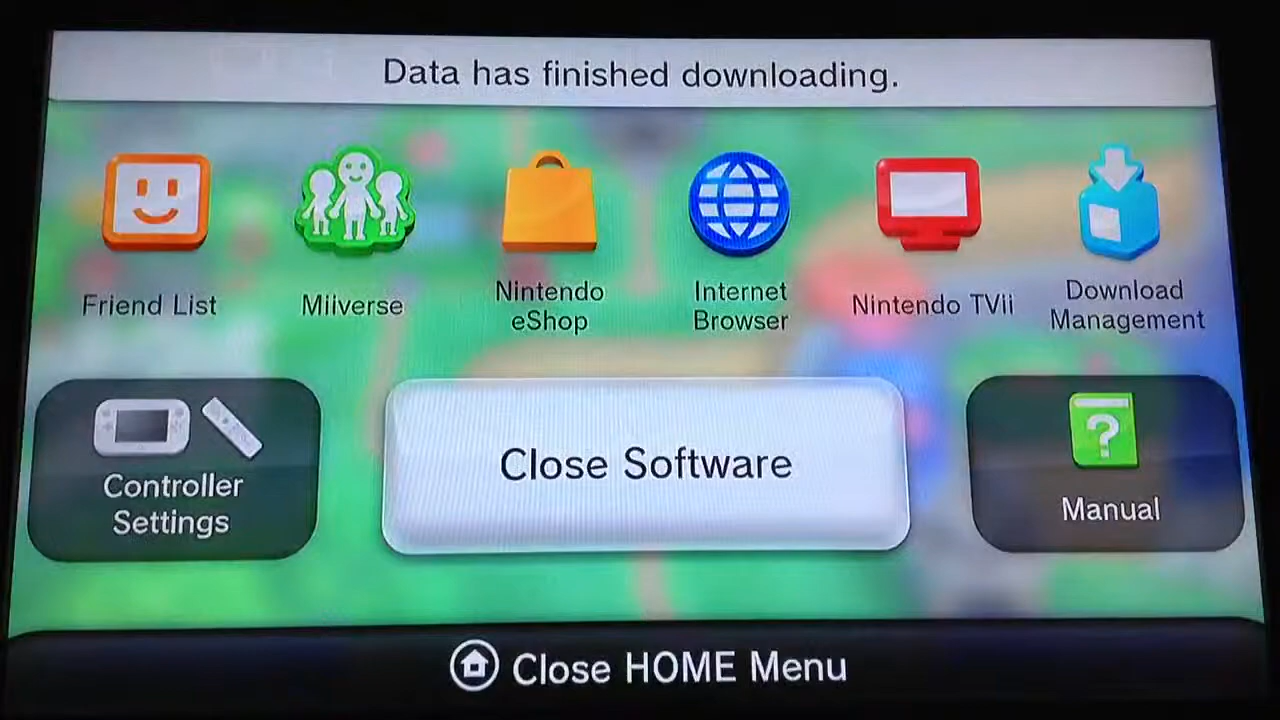 Data has finished downloading.
Friend List
Miiverse
Nintendo
eShop
Internet
Browser
Nintendo TVii
Download
Management
Controller
Settings
Close Software
?
Manual
Close HOME Menu